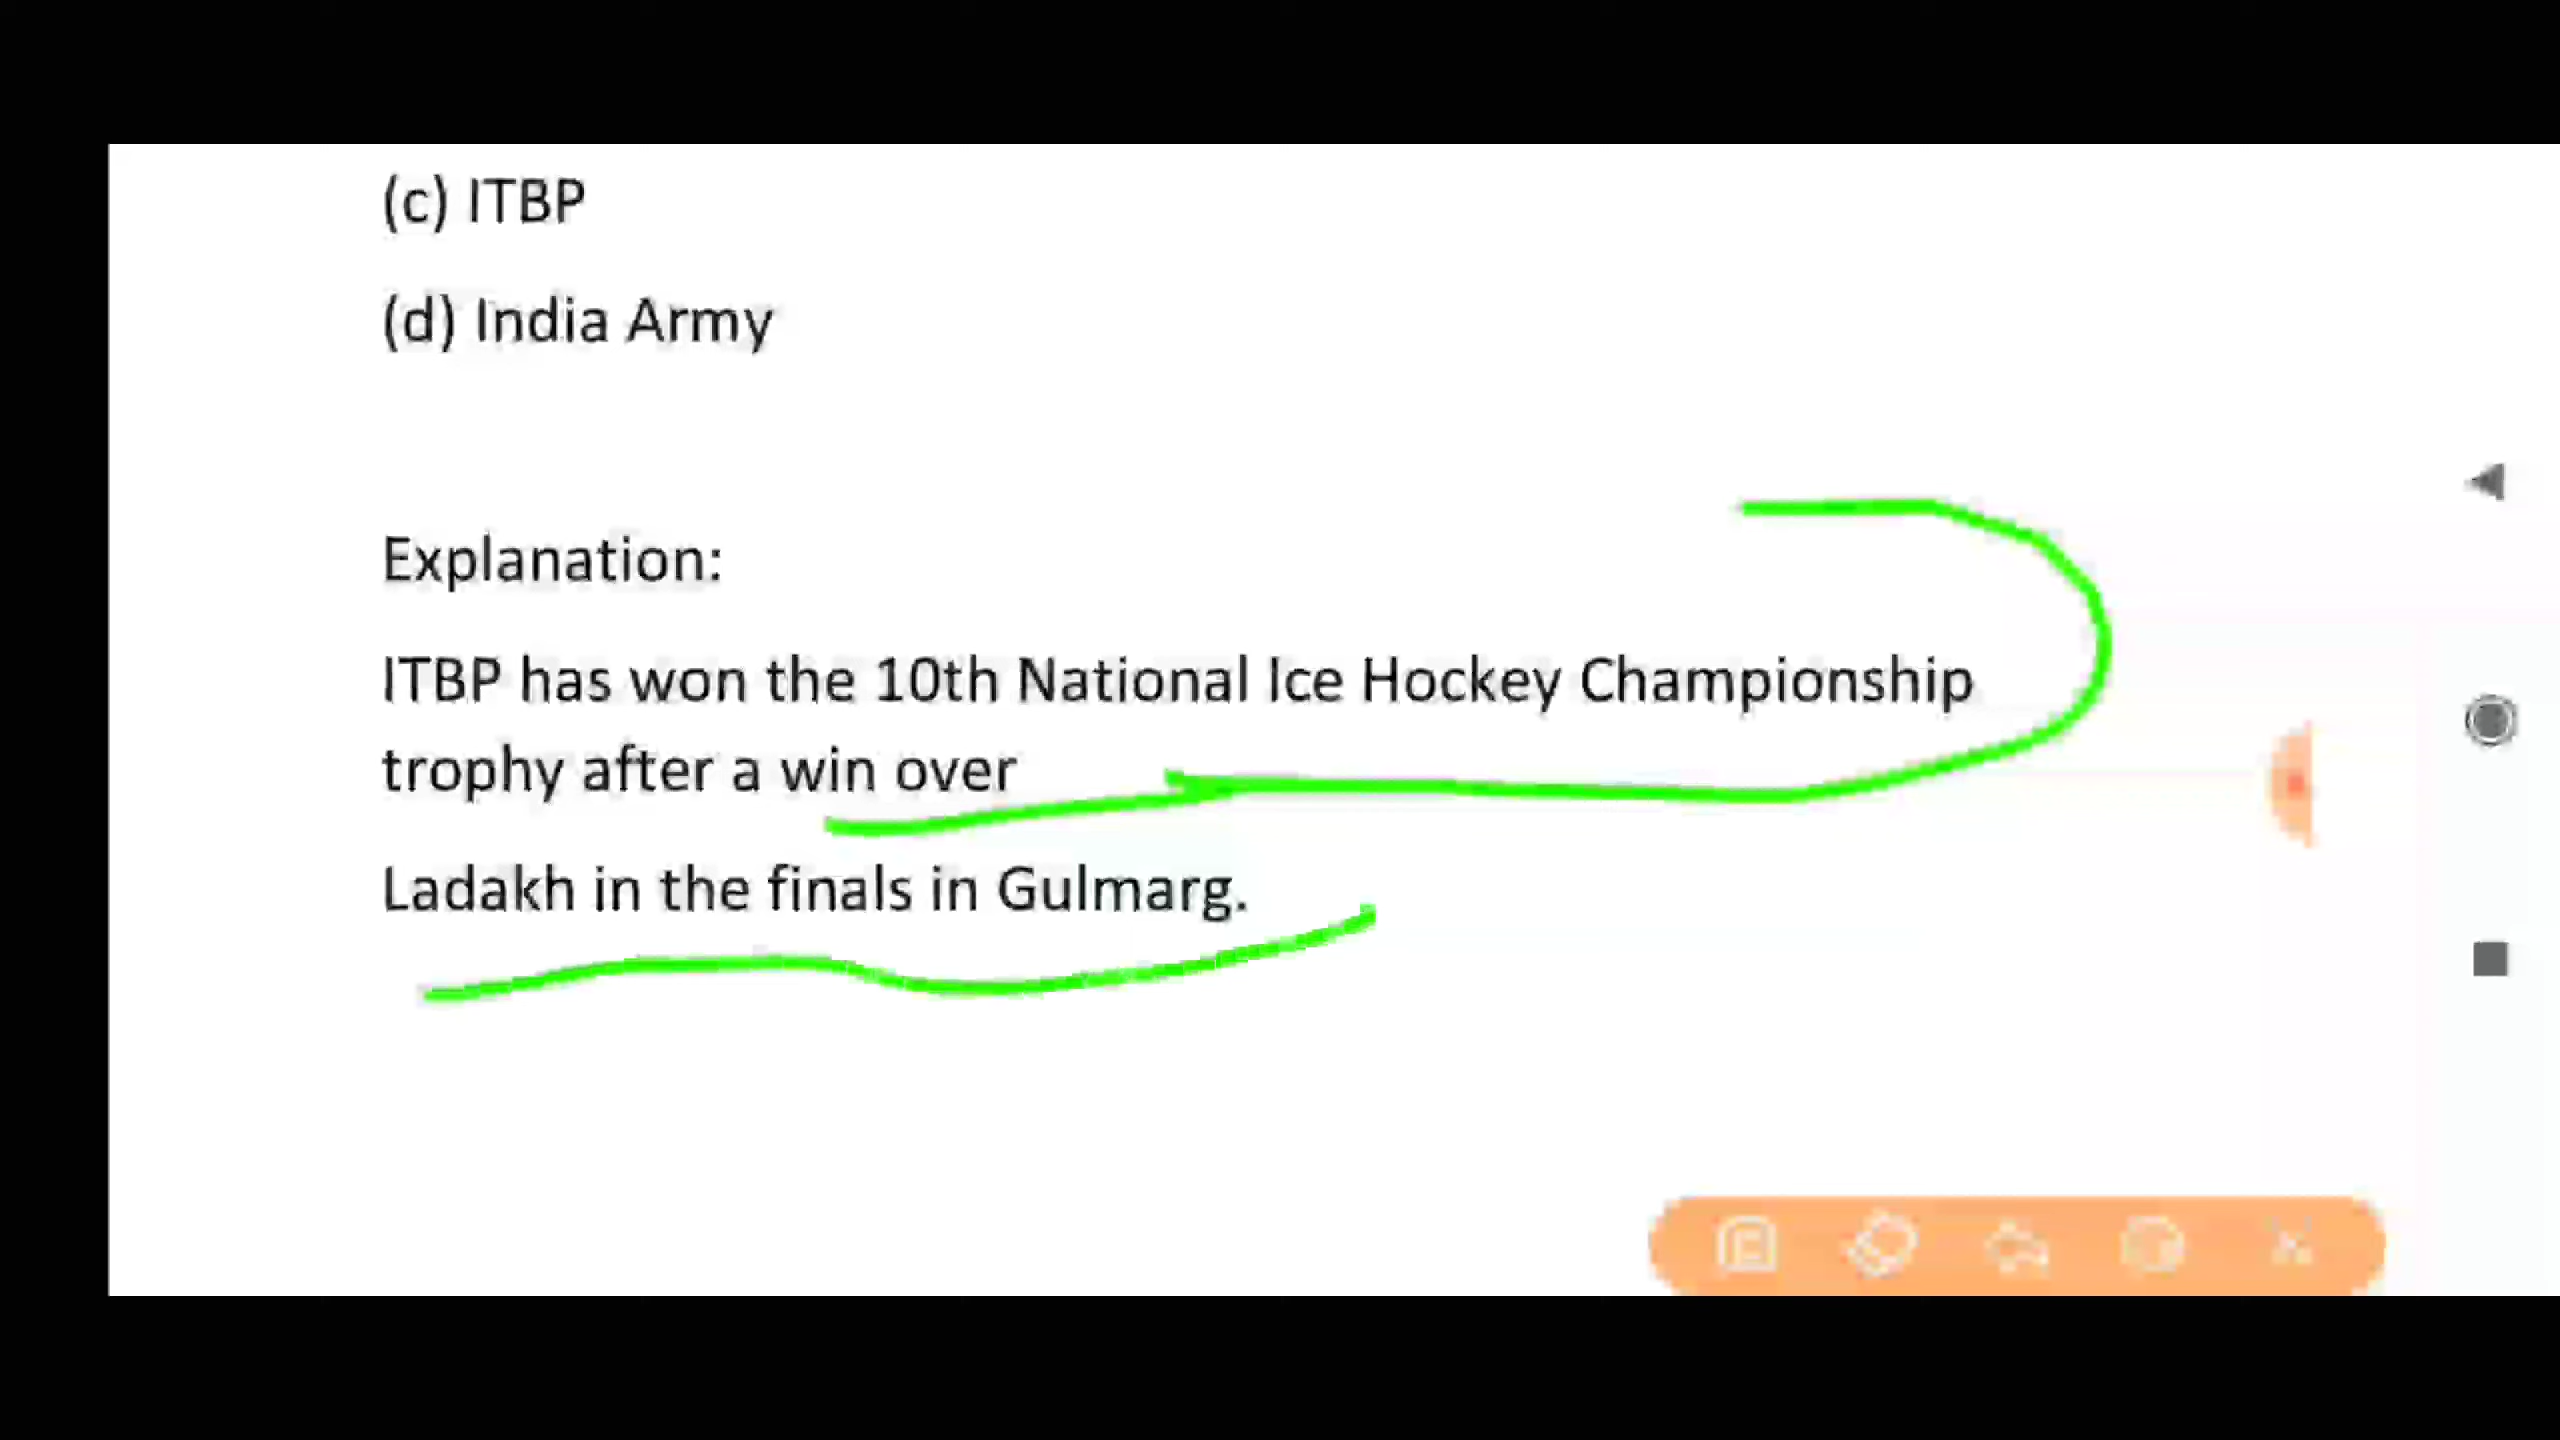 (c) ITBP
(d) India Army
Explanation:
ITBP has won the 10th National Ice Hockey Championship
trophy after a win over
Ladakh in the finals in Gulmarg.